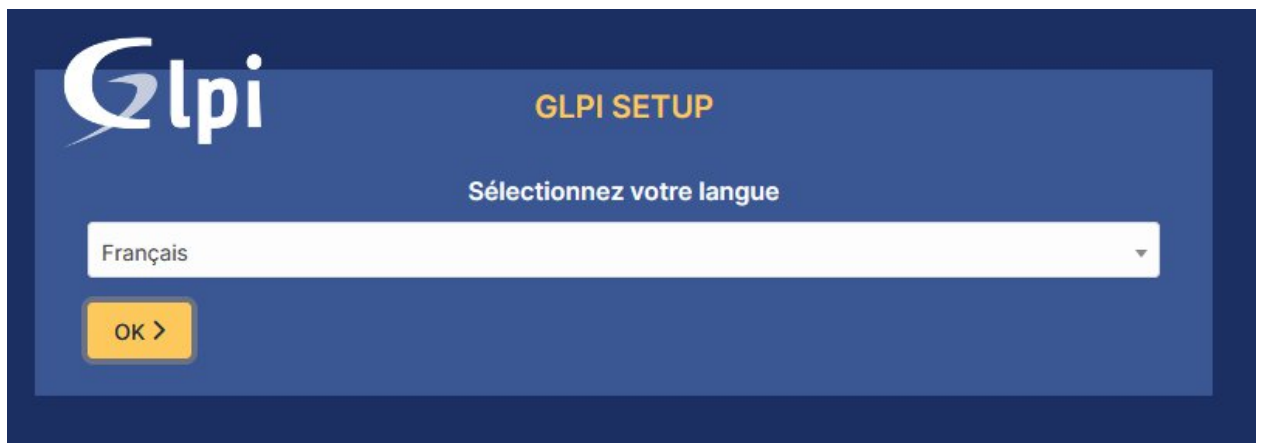 Glpi
GLPI SETUP
Sélectionnez votre langue
Français
OK